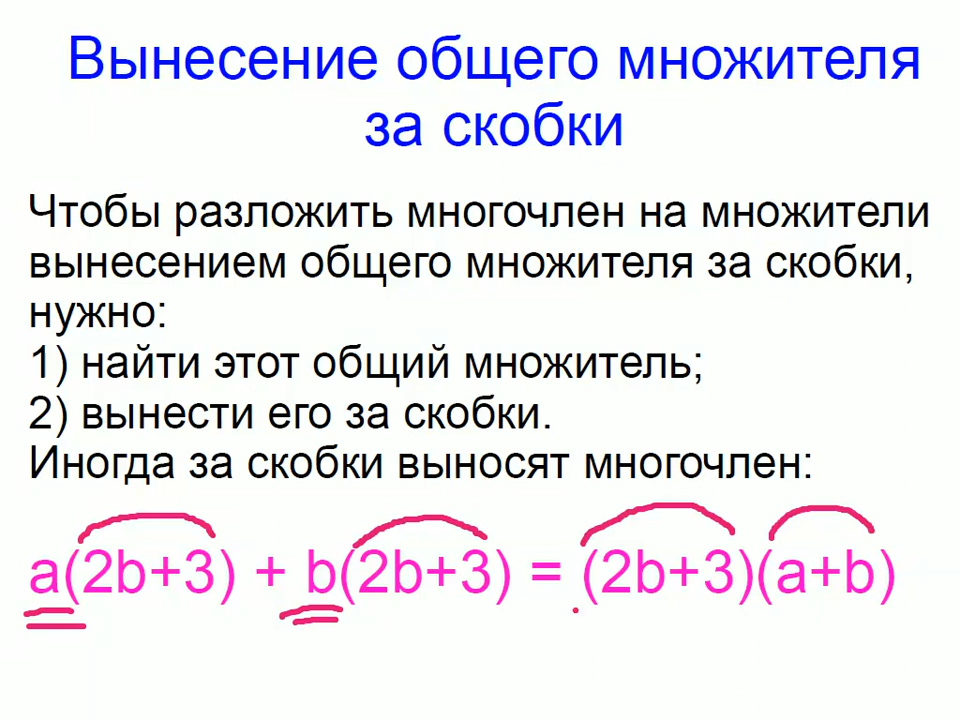 Вынесение общего множителя
за скобки
Чтобы разложить многочлен на множители
вынесением общего множителя за скобки,
нужно:
1) найти этот общий множитель;
2) вынести его за скобки.
Иногда за скобки выносят многочлен:
a(2b+3) + b(2b+3) = (2b+3)(a+b)